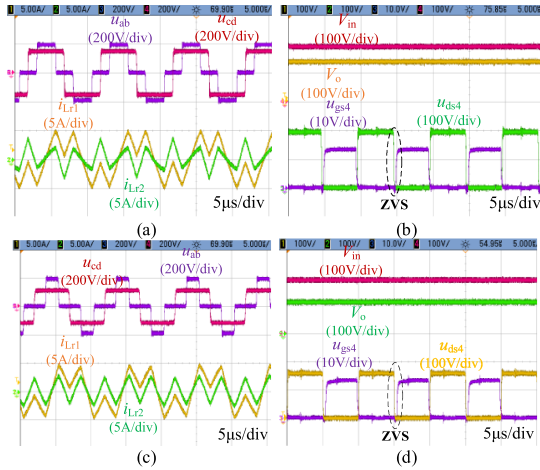 1 5.00A/ 2 5.00A/ 3 200V/ 4 200V/ 69.90% 5.000%
u_ab
(200V/div)
u_cd
(200V/div)
i_Lr1
(5A/div)
i_Lr2
(5A/div)
5μs/div
(a)
1 100V/ 2 100V/ 3 10.0V/ 4 100V/ 75.85% 5.000%
V_in
(100V/div)
V_o
(100V/div)
u_gs4
(10V/div)
u_ds4
(100V/div)
ZVS
5μs/div
(b)
1 5.00A/ 2 5.00A/ 3 200V/ 4 200V/ 69.90% 5.000%
u_cd
(200V/div)
u_ab
(200V/div)
i_Lr1
(5A/div)
i_Lr2
(5A/div)
5μs/div
(c)
1 100V/ 2 100V/ 3 10.0V/ 4 100V/ 54.95% 5.000%
V_in
(100V/div)
V_o
(100V/div)
u_gs4
(10V/div)
u_ds4
(100V/div)
ZVS
5μs/div
(d)